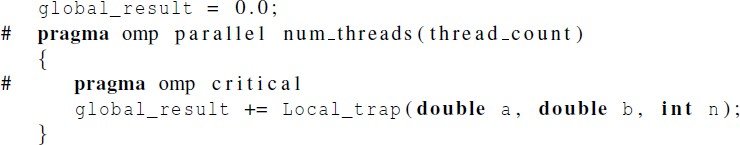 global_result = 0.0;
# pragma omp parallel num_threads(thread_count)
{
# pragma omp critical
global_result += Local_trap(double a, double b, int n);
}